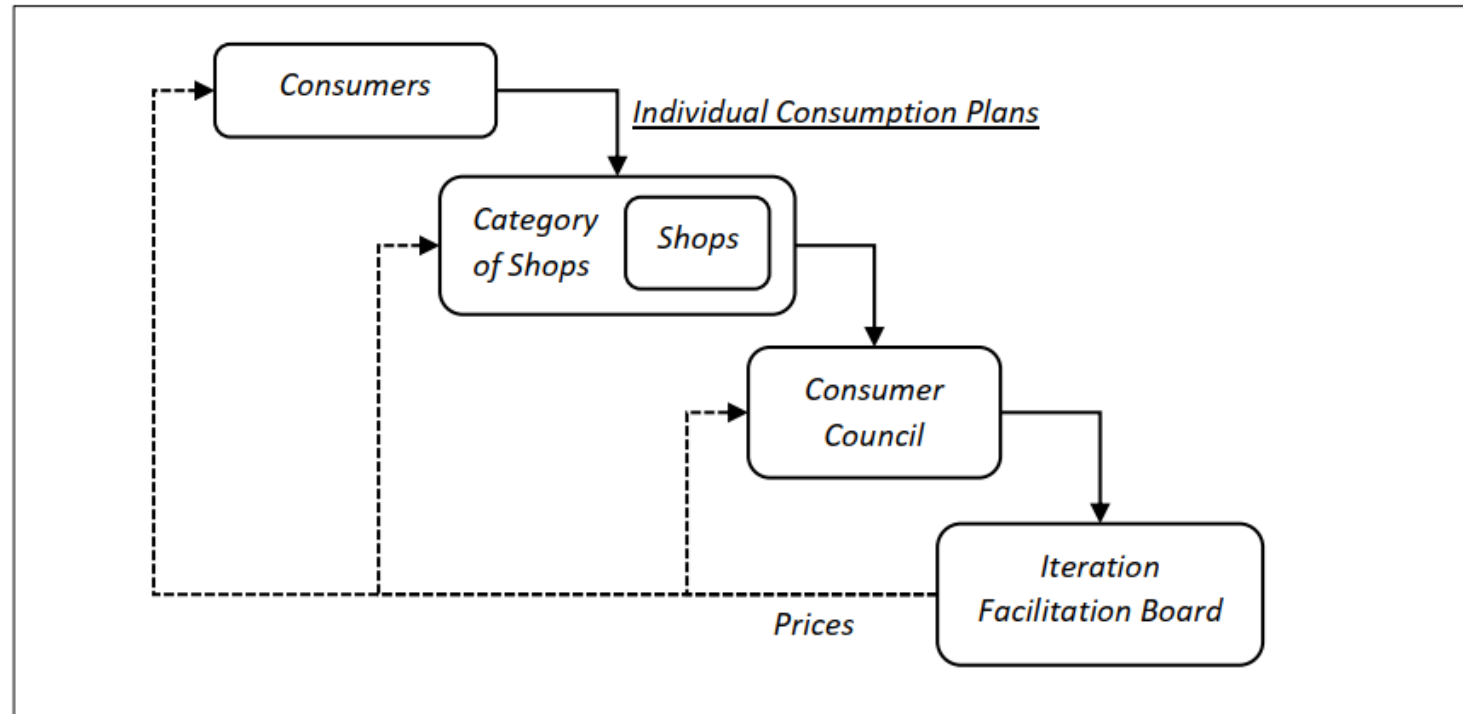 Consumers
Individual Consumption Plans
Category
of Shops
Shops
Consumer
Council
Iteration
Facilitation Board
Prices